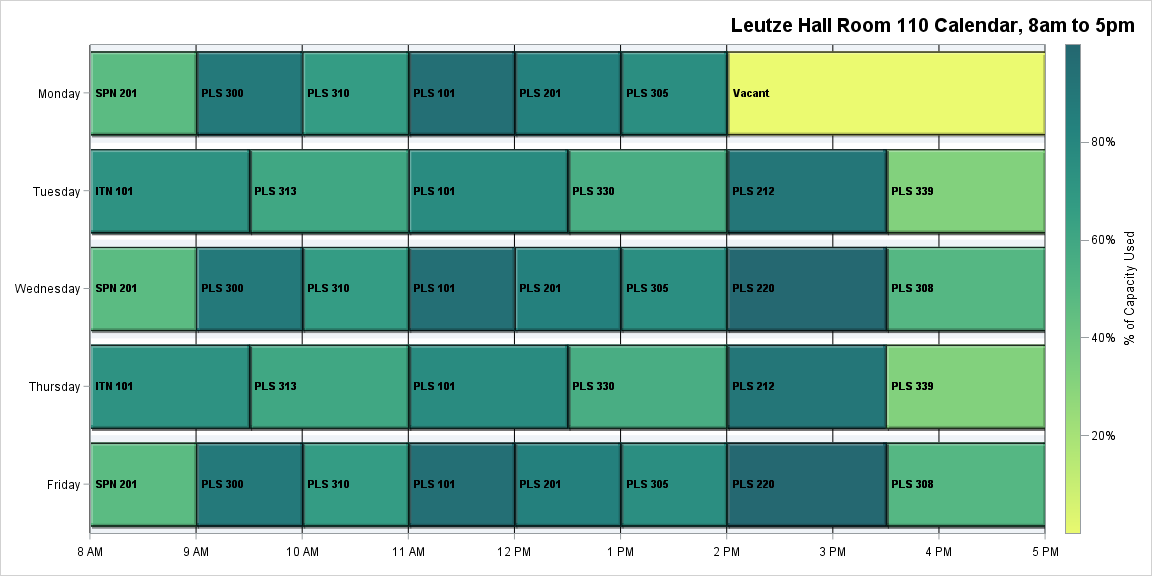 Leutze Hall Room 110 Calendar, 8am to 5pm
Monday
SPN 201
PLS 300
PLS 310
PLS 101
PLS 201
PLS 305
Vacant
Tuesday
ITN 101
PLS 313
PLS 101
PLS 330
PLS 212
PLS 339
Wednesday
SPN 201
PLS 300
PLS 310
PLS 101
PLS 201
PLS 305
PLS 220
PLS 308
Thursday
ITN 101
PLS 313
PLS 101
PLS 330
PLS 212
PLS 339
Friday
SPN 201
PLS 300
PLS 310
PLS 101
PLS 201
PLS 305
PLS 220
PLS 308
8 AM
9 AM
10 AM
11 AM
12 PM
1 PM
2 PM
3 PM
4 PM
5 PM
80%
60%
40%
20%
% of Capacity Used